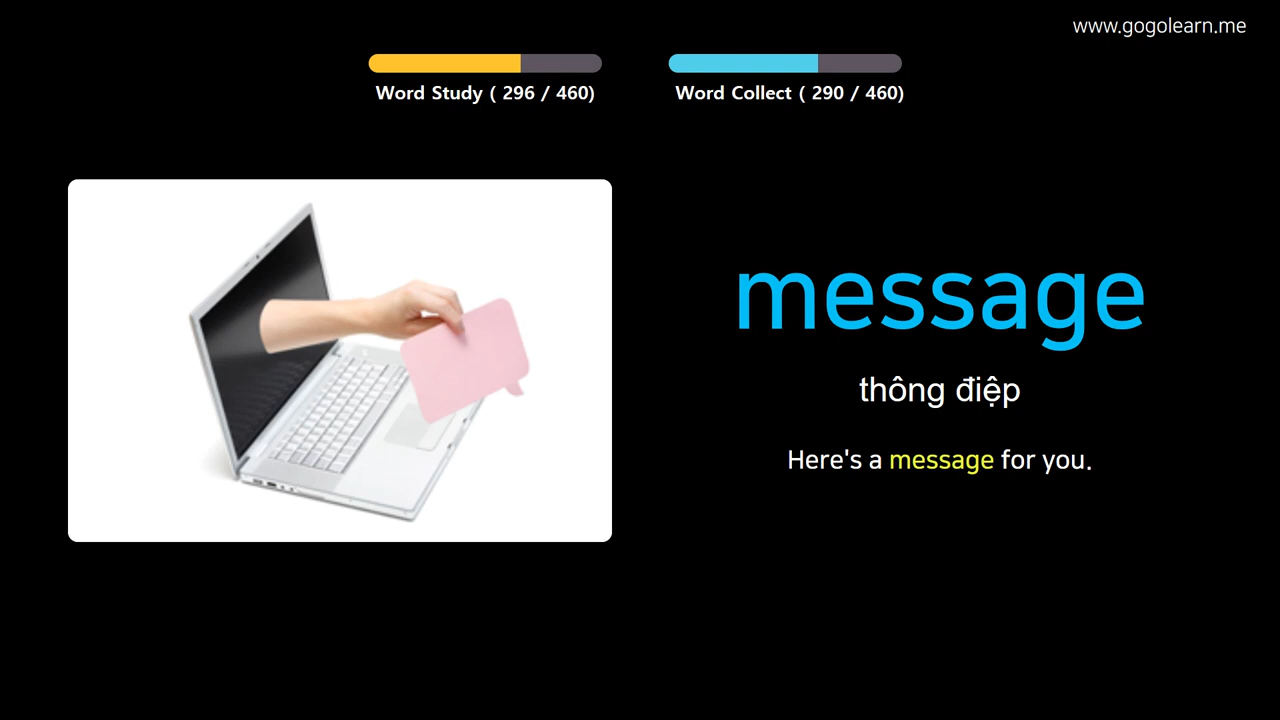 www.gogolearn.me
Word Study ( 296 / 460)
Word Collect ( 290 / 460)
message
thông điệp
Here's a message for you.